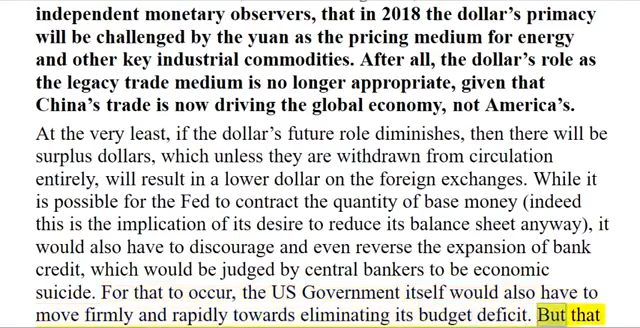 independent monetary observers, that in 2018 the dollar’s primacy
will be challenged by the yuan as the pricing medium for energy
and other key industrial commodities. After all, the dollar’s role as
the legacy trade medium is no longer appropriate, given that
China’s trade is now driving the global economy, not America’s.
At the very least, if the dollar’s future role diminishes, then there will be
surplus dollars, which unless they are withdrawn from circulation
entirely, will result in a lower dollar on the foreign exchanges. While it
is possible for the Fed to contract the quantity of base money (indeed
this is the implication of its desire to reduce its balance sheet anyway), it
would also have to discourage and even reverse the expansion of bank
credit, which would be judged by central bankers to be economic
suicide. For that to occur, the US Government itself would also have to
move firmly and rapidly towards eliminating its budget deficit. But that